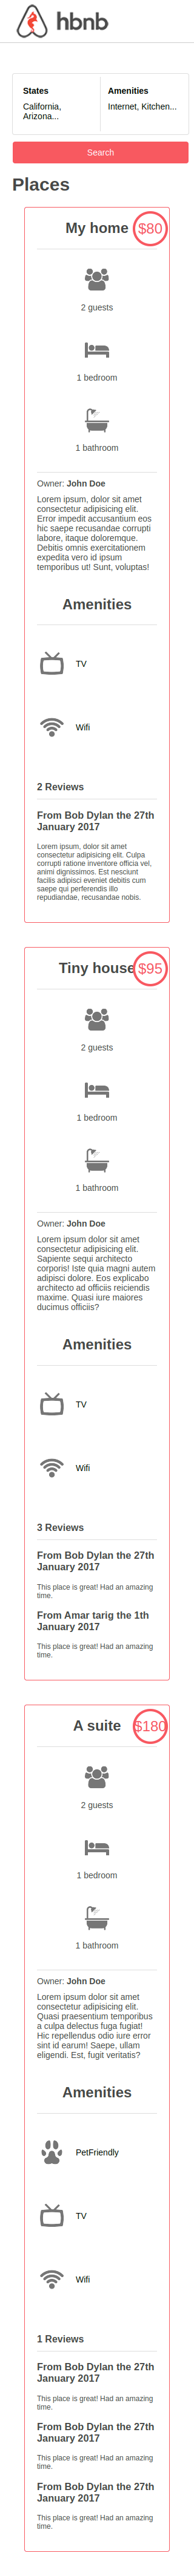 hbnb
States
California,
Arizona...
Amenities
Internet, Kitchen...
Search
Places
My home
$80
2 guests
1 bedroom
1 bathroom
Owner: John Doe
Lorem ipsum, dolor sit amet
consectetur adipisicing elit.
Error impedit accusantium eos
hic saepe recusandae corrupti
labore, itaque doloremque.
Debitis omnis exercitationem
expedita vero id ipsum
temporibus ut! Sunt, voluptas!
Amenities
TV
Wifi
2 Reviews
From Bob Dylan the 27th
January 2017
Lorem ipsum, dolor sit amet
consectetur adipisicing elit. Culpa
corrupti ratione inventore officia vel,
animi dignissimos. Est nesciunt
facilis adipisci eveniet debitis cum
saepe qui perferendis illo
repudiandae, recusandae nobis.
Tiny house
$95
2 guests
1 bedroom
1 bathroom
Owner: John Doe
Lorem ipsum dolor sit amet
consectetur adipisicing elit.
Sapiente sequi architecto
corporis! Iste quia magni autem
adipisci dolore. Eos explicabo
architecto ad officiis reiciendis
maxime. Quasi iure maiores
ducimus officiis?
Amenities
TV
Wifi
3 Reviews
From Bob Dylan the 27th
January 2017
This place is great! Had an amazing
time.
From Amar tarig the 1th
January 2017
This place is great! Had an amazing
time.
A suite
$180
2 guests
1 bedroom
1 bathroom
Owner: John Doe
Lorem ipsum dolor sit amet
consectetur adipisicing elit.
Quasi praesentium temporibus
a culpa delectus fuga fugiat!
Hic repellendus odio iure error
sint id earum! Saepe, ullam
eligendi. Est, fugit veritatis?
Amenities
PetFriendly
TV
Wifi
1 Reviews
From Bob Dylan the 27th
January 2017
This place is great! Had an amazing
time.
From Bob Dylan the 27th
January 2017
This place is great! Had an amazing
time.
From Bob Dylan the 27th
January 2017
This place is great! Had an amazing
time.